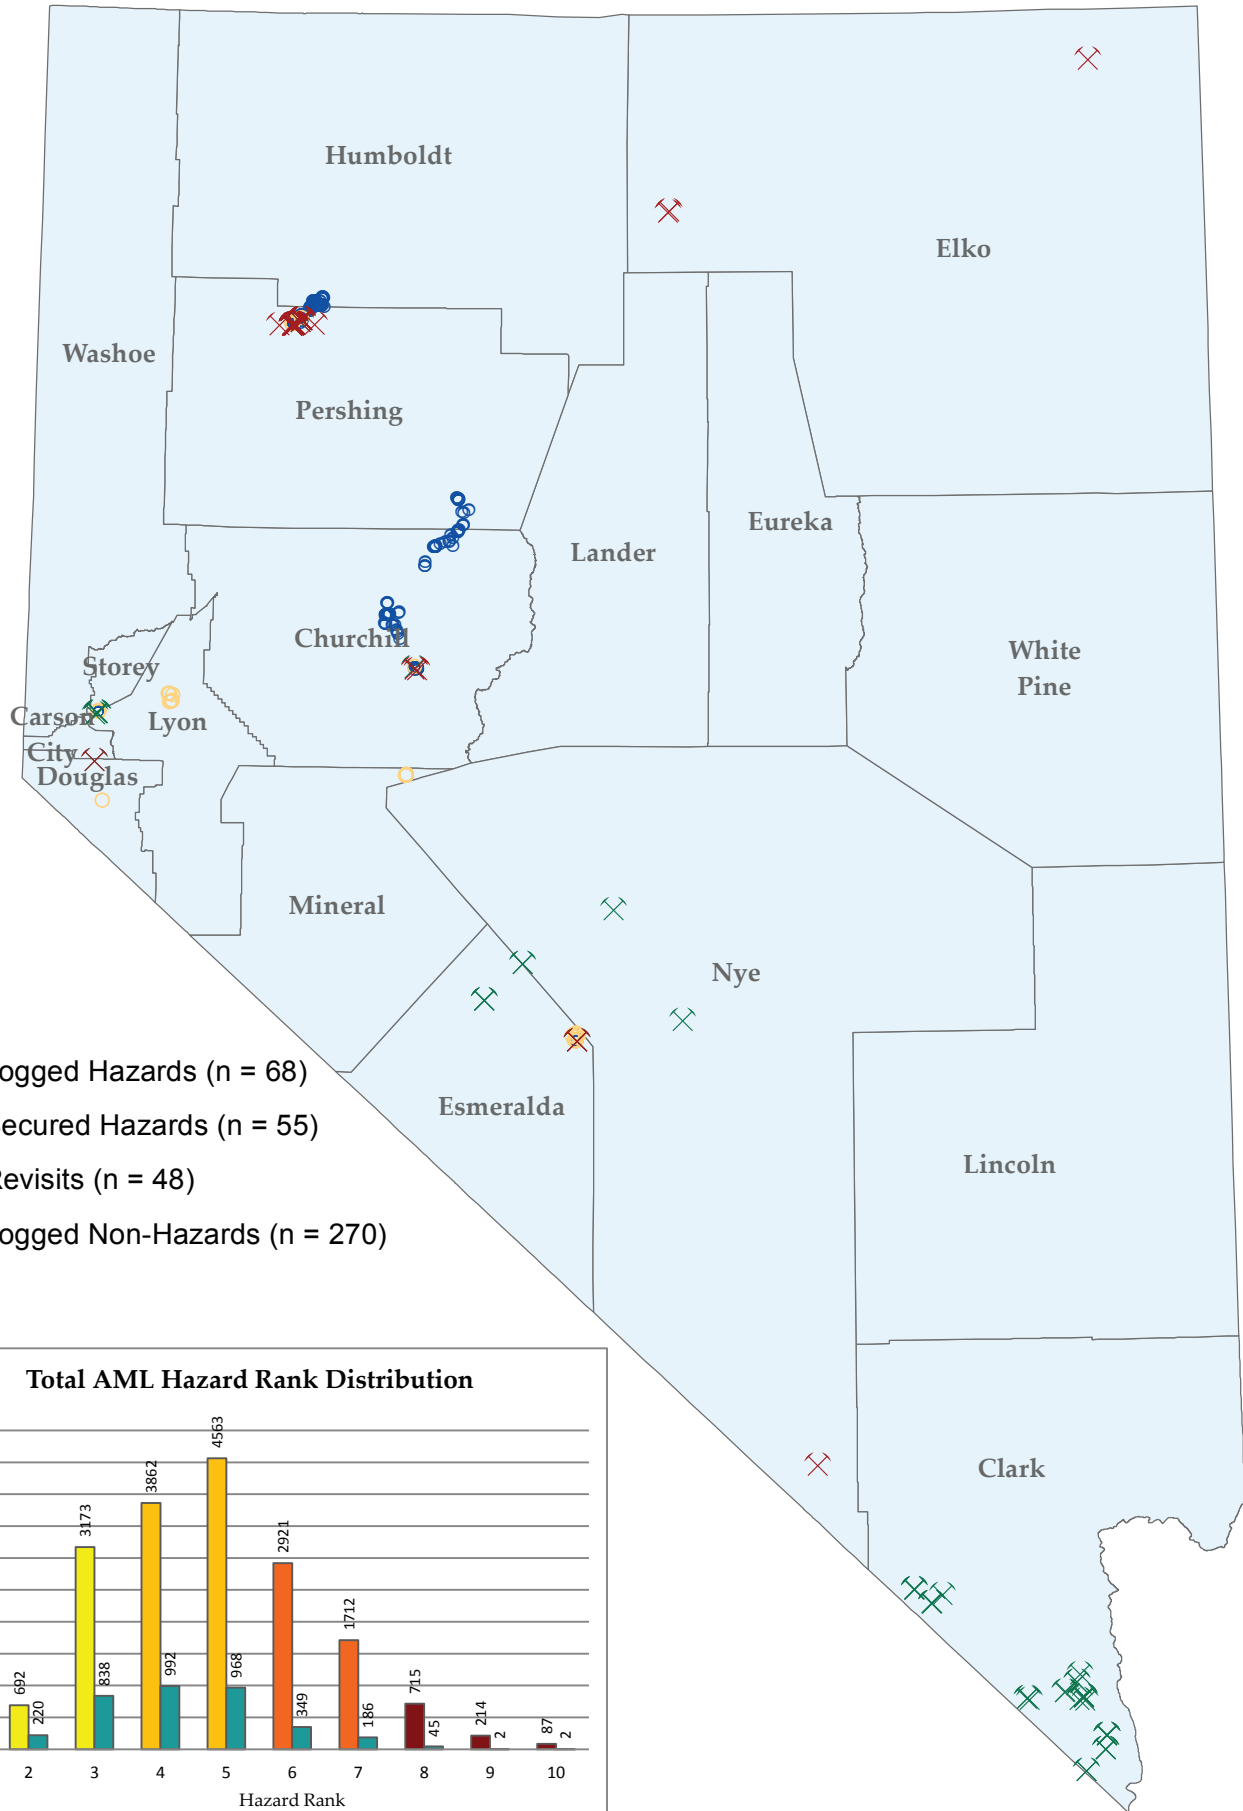 Humboldt
Elko
Washoe
Pershing
Eureka
Lander
Churchill
White
Pine
Storey
Carson
City
Lyon
Douglas
Mineral
Nye
Esmeralda
Lincoln
Clark
ogged Hazards (n = 68)
ecured Hazards (n = 55)
Revisits (n = 48)
ogged Non-Hazards (n = 270)
Total AML Hazard Rank Distribution
692 220 3173 838 3862 992 4563 968 2921 349 1712 186 715 45 214 2 87 2
2 3 4 5 6 7 8 9 10
Hazard Rank